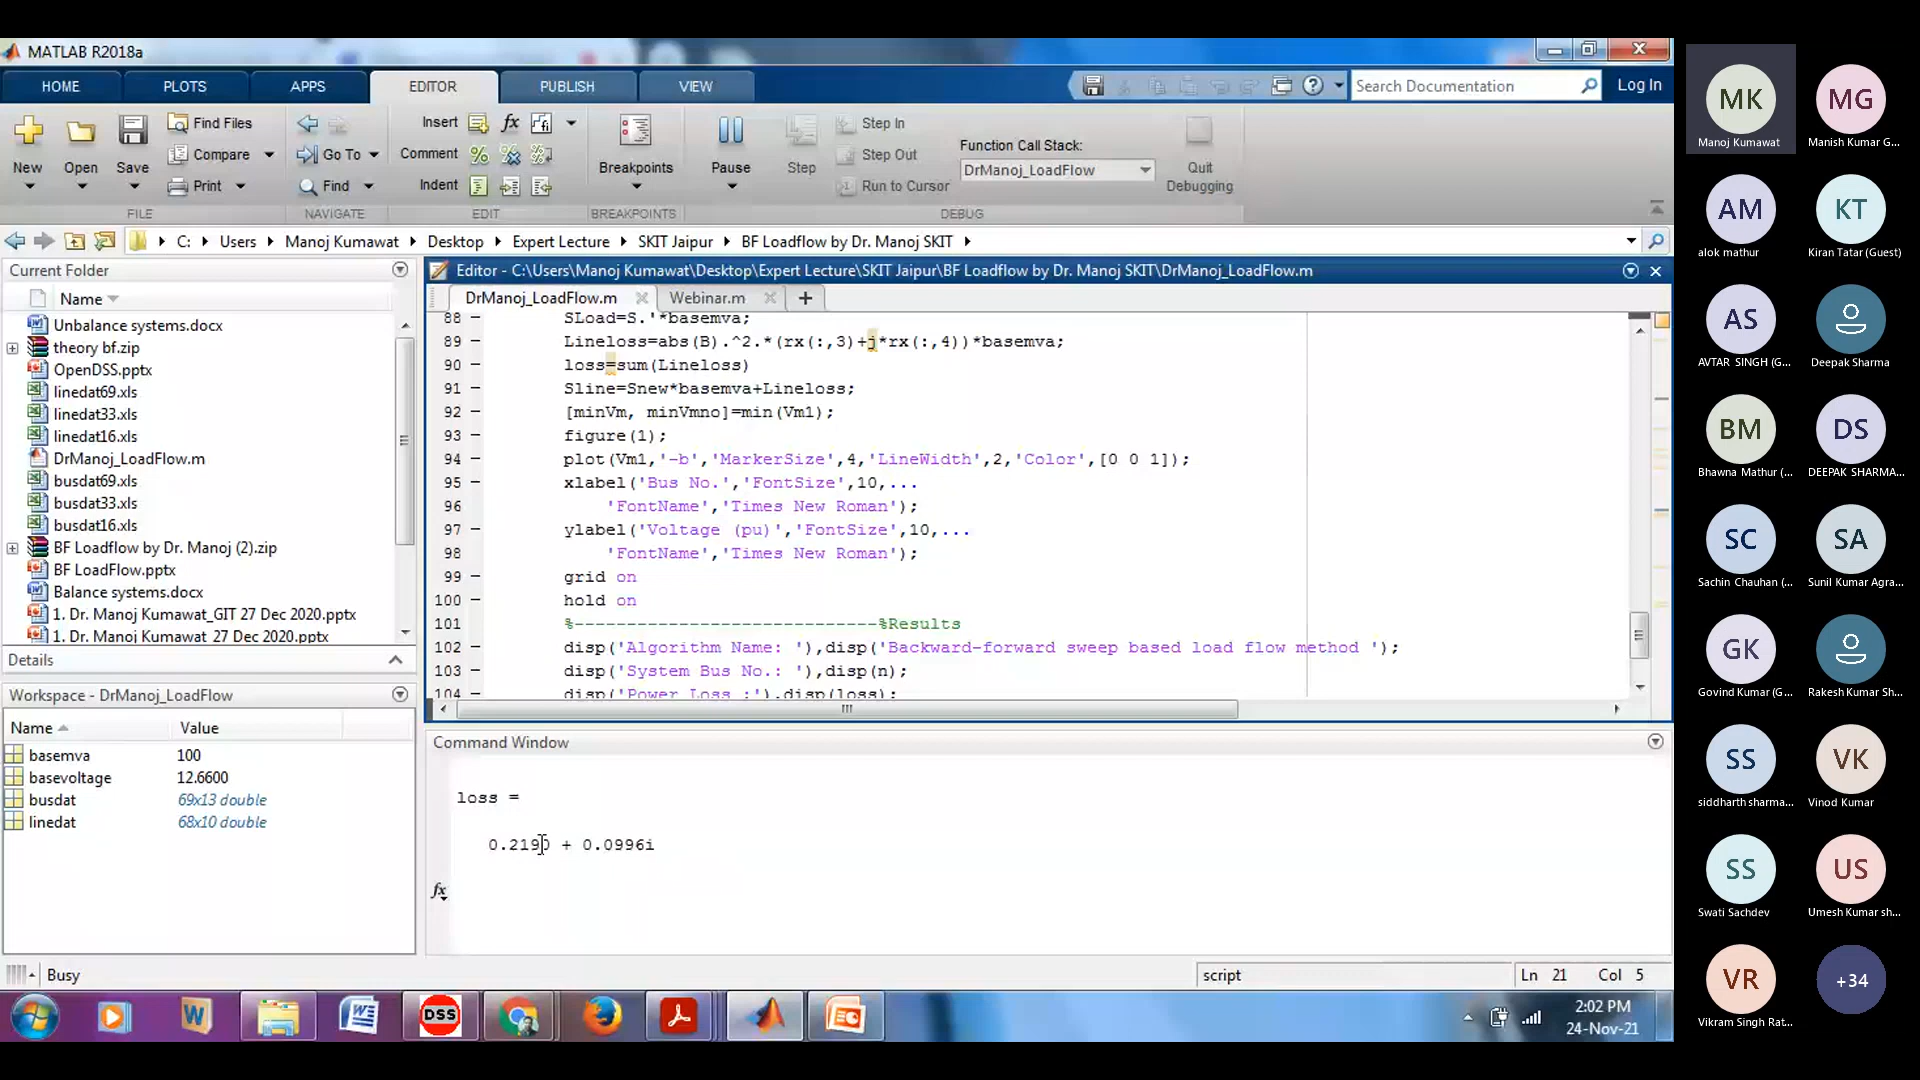 MATLAB R2018a
HOME PLOTS APPS EDITOR PUBLISH VIEW
Search Documentation
Log In
New
Open
Save
Find Files
Compare
Print
FILE
Go To
Find
NAVIGATE
Insert
Comment
Indent
EDIT
Breakpoints
BREAKPOINTS
Pause
Step
Step In
Step Out
Run to Cursor
Function Call Stack:
DrManoj_LoadFlow
Quit
Debugging
DEBUG
C: Users Manoj Kumawat Desktop Expert Lecture SKIT Jaipur BF Loadflow by Dr. Manoj SKIT
Current Folder
Name
Unbalance systems.docx
theory bf.zip
OpenDSS.pptx
linedat69.xls
linedat33.xls
linedat16.xls
DrManoj_LoadFlow.m
busdat69.xls
busdat33.xls
busdat16.xls
BF Loadflow by Dr. Manoj (2).zip
BF LoadFlow.pptx
Balance systems.docx
1. Dr. Manoj Kumawat_GIT 27 Dec 2020.pptx
1. Dr. Manoj Kumawat 27 Dec 2020.pptx
Details
Workspace - DrManoj_LoadFlow
Name Value
basemva 100
basevoltage 12.6600
busdat 69x13 double
linedat 68x10 double
Editor - C:\Users\Manoj Kumawat\Desktop\Expert Lecture\SKIT Jaipur\BF Loadflow by Dr. Manoj SKIT\DrManoj_LoadFlow.m
DrManoj_LoadFlow.m Webinar.m
88 - SLoad=S.'*basemva;
89 - Lineloss=abs(B).^2.*(rx(:,3)+j*rx(:,4))*basemva;
90 - loss=sum(Lineloss)
91 - Sline=Snew*basemva+Lineloss;
92 - [minVm, minVmno]=min(Vm1);
93 - figure(1);
94 - plot(Vm1,'-b','MarkerSize',4,'LineWidth',2,'Color',[0 0 1]);
95 - xlabel('Bus No.','FontSize',10,...
96 - 'FontName','Times New Roman');
97 - ylabel('Voltage (pu)','FontSize',10,...
98 - 'FontName','Times New Roman');
99 - grid on
100 - hold on
101 %-----------------------------%Results
102 - disp('Algorithm Name: '),disp('Backward-forward sweep based load flow method ');
103 - disp('System Bus No.: '),disp(n);
104 - disp('Power Loss :'),disp(loss);
Command Window
loss =
0.2190 + 0.0996i
fx
Busy
script
Ln 21 Col 5
DSS
2:02 PM
24-Nov-21
MK
Manoj Kumawat
MG
Manish Kumar G...
AM
alok mathur
KT
Kiran Tatar (Guest)
AS
AVTAR SINGH (G...
Deepak Sharma
BM
Bhawna Mathur (...
DS
DEEPAK SHARMA...
SC
Sachin Chauhan (...
SA
Sunil Kumar Agra...
GK
Govind Kumar (G...
Rakesh Kumar Sh...
SS
siddharth sharma...
VK
Vinod Kumar
SS
Swati Sachdev
US
Umesh Kumar sh...
VR
Vikram Singh Rat...
+34